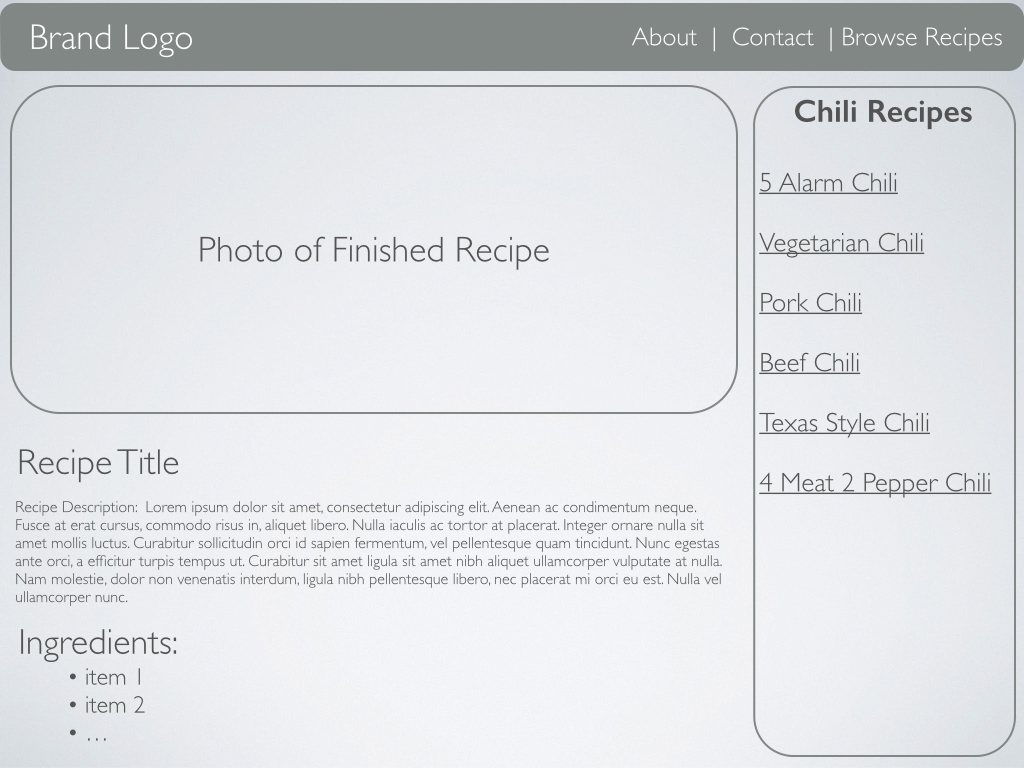 Brand Logo
About | Contact | Browse Recipes
Photo of Finished Recipe
Recipe Title
Recipe Description: Lorem ipsum dolor sit amet, consectetur adipiscing elit. Aenean ac condimentum neque.
Fusce at erat cursus, commodo risus in, aliquet libero. Nulla iaculis ac tortor at placerat. Integer ornare nulla sit
amet mollis luctus. Curabitur sollicitudin orci id sapien fermentum, vel pellentesque quam tincidunt. Nunc egestas
ante orci, a efficitur turpis tempus ut. Curabitur sit amet ligula sit amet nibh aliquet ullamcorper vulputate at nulla.
Nam molestie, dolor non venenatis interdum, ligula nibh pellentesque libero, nec placerat mi orci eu est. Nulla vel
ullamcorper nunc.
Ingredients:
• item 1
• item 2
• …
Chili Recipes
5 Alarm Chili
Vegetarian Chili
Pork Chili
Beef Chili
Texas Style Chili
4 Meat 2 Pepper Chili